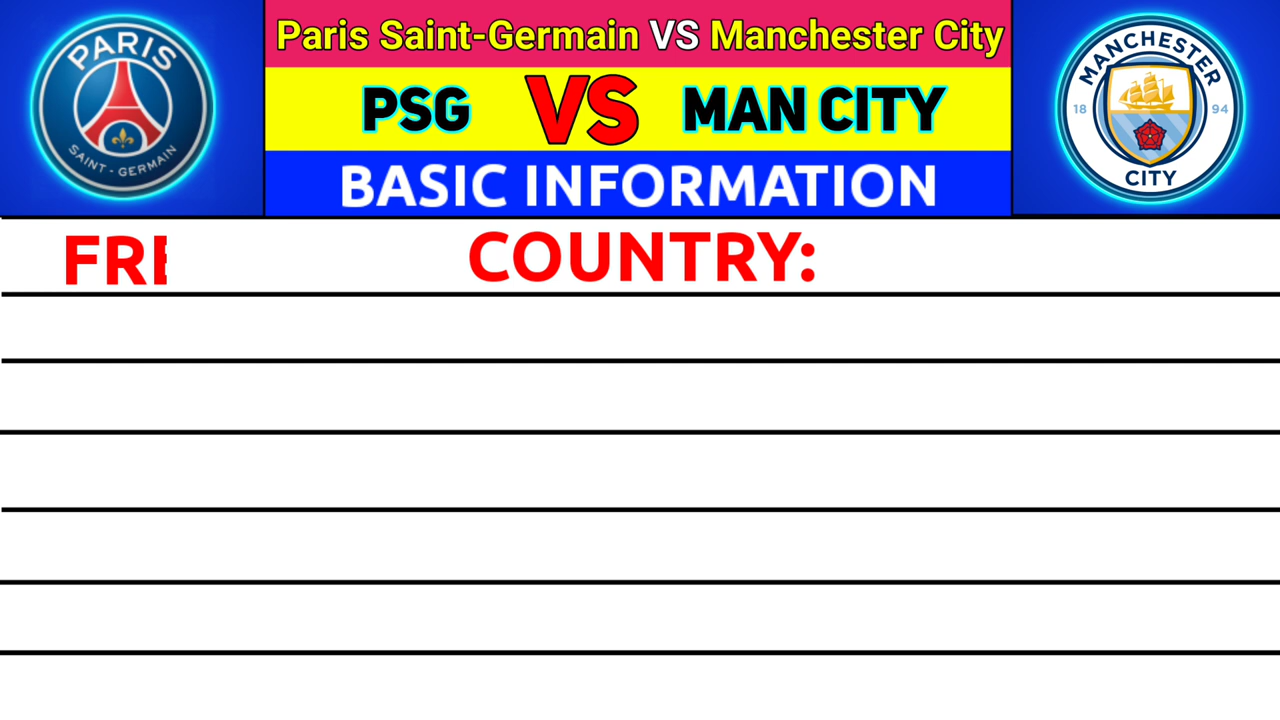 PARIS
SAINT-GERMAIN
Paris Saint-Germain VS Manchester City
PSG VS MAN CITY
BASIC INFORMATION
MANCHESTER
18 94
CITY
FRE COUNTRY: